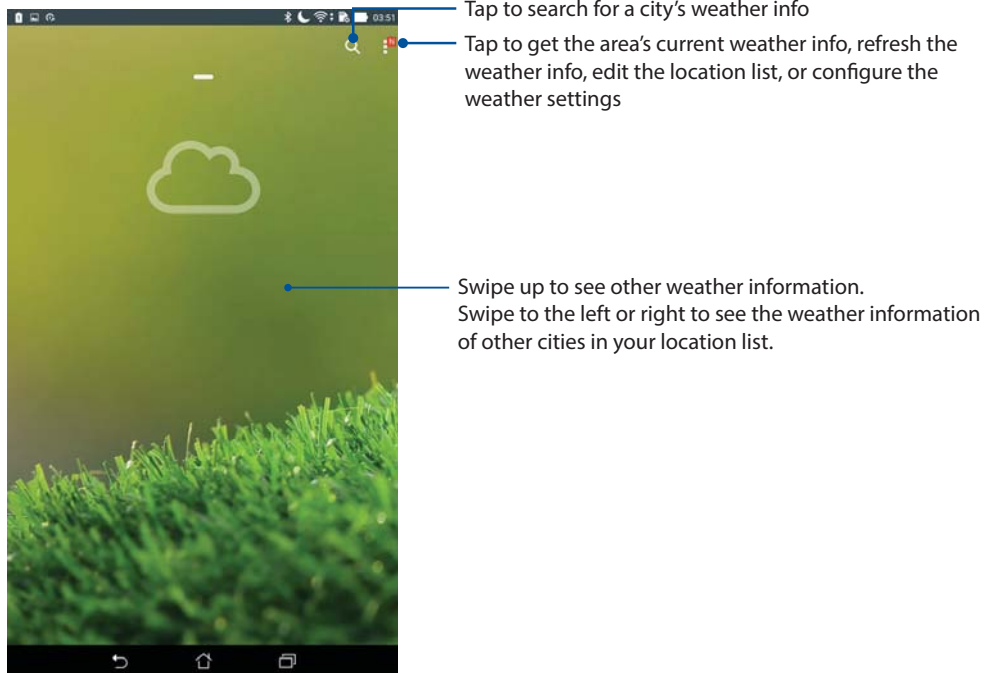 03:51
Tap to search for a city's weather info
Tap to get the area's current weather info, refresh the
weather info, edit the location list, or configure the
weather settings
Swipe up to see other weather information.
Swipe to the left or right to see the weather information
of other cities in your location list.